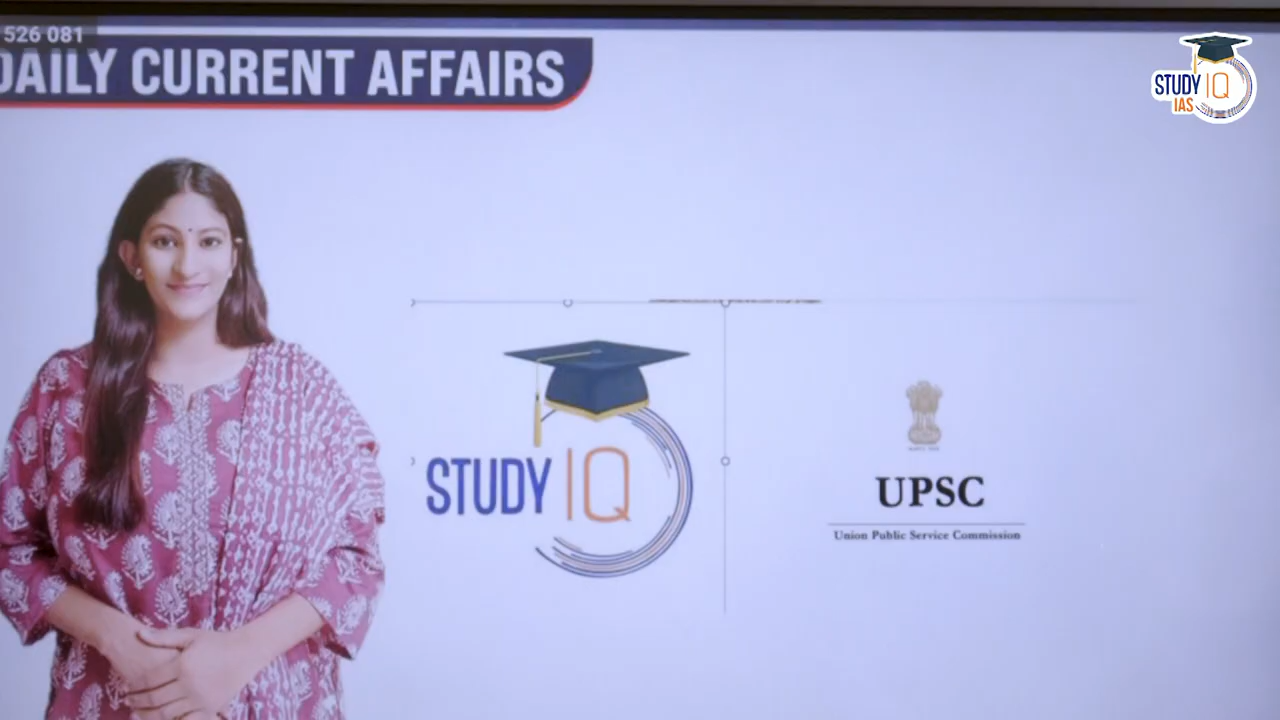 526 081
DAILY CURRENT AFFAIRS
STUDY IQ
IAS
STUDY IQ
UPSC
Union Public Service Commission